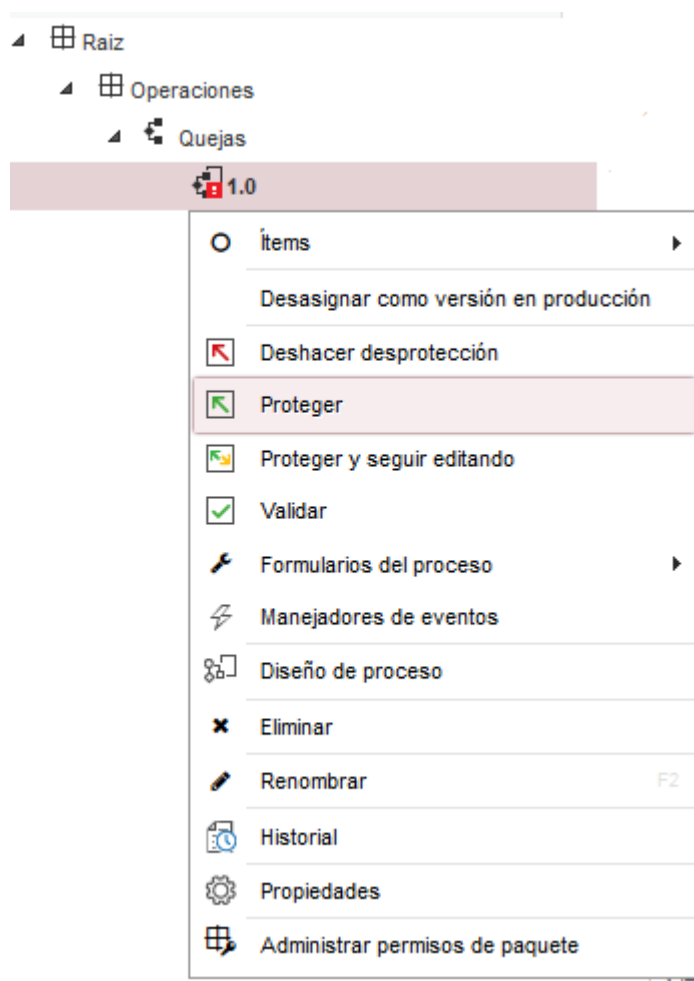 Raiz
Operaciones
Quejas
1.0
Ítems
Desasignar como versión en producción
Deshacer desprotección
Proteger
Proteger y seguir editando
Validar
Formularios del proceso
Manejadores de eventos
Diseño de proceso
Eliminar
Renombrar F2
Historial
Propiedades
Administrar permisos de paquete